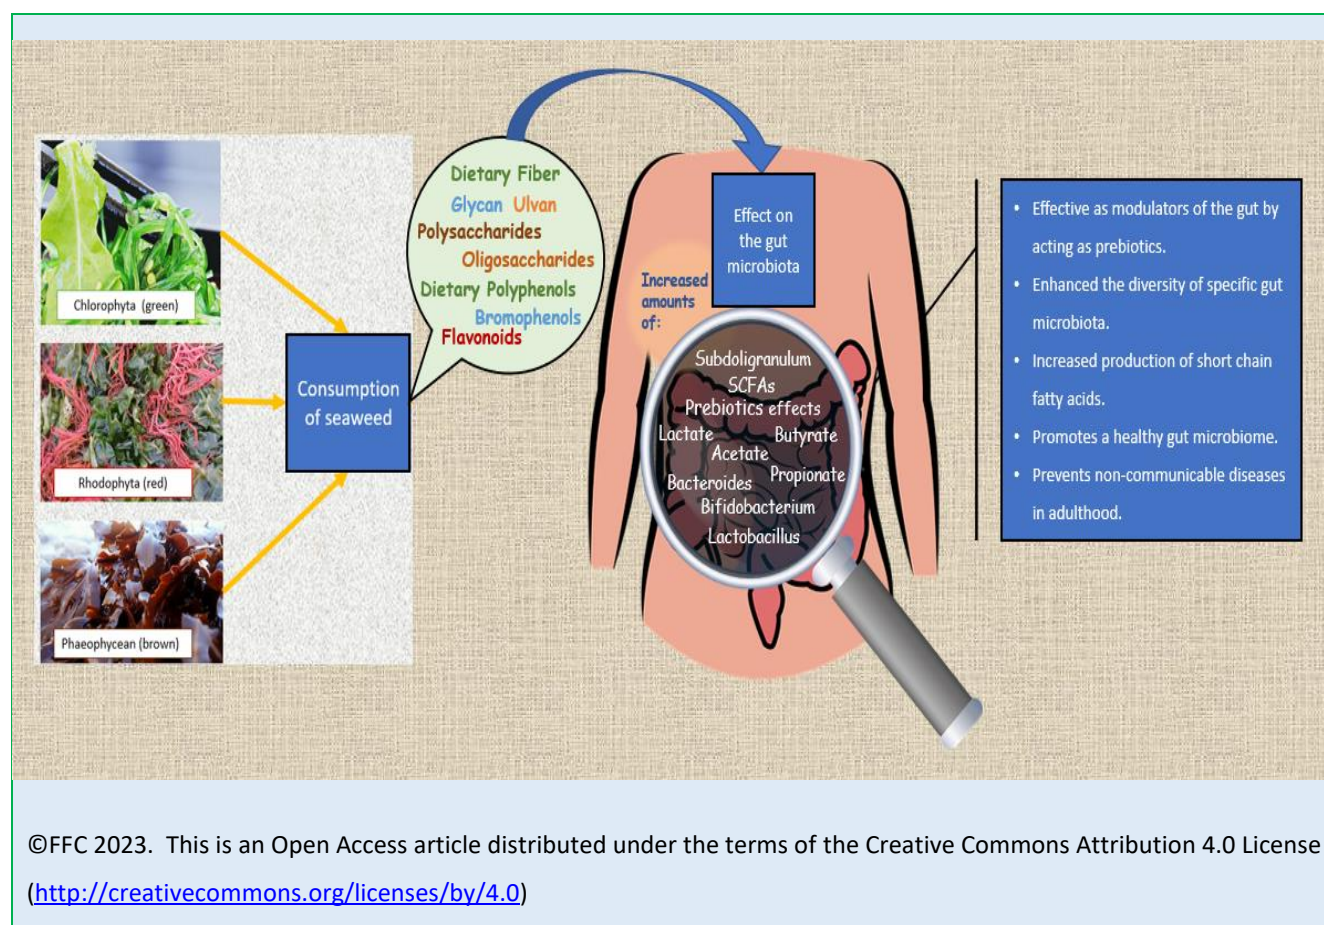 Chlorophyta (green)
Rhodophyta (red)
Phaeophycean (brown)
Consumption
of seaweed
Dietary Fiber
Glycan Ulvan
Polysaccharides
Oligosaccharides
Dietary Polyphenols
Bromophenols
Flavonoids
Effect on
the gut
microbiota
Increased
amounts
of:
Subdoligranulum
SCFAs
Prebiotics effects
Lactate Butyrate
Acetate
Bacteroides Propionate
Bifidobacterium
Lactobacillus
• Effective as modulators of the gut by
acting as prebiotics.
• Enhanced the diversity of specific gut
microbiota.
• Increased production of short chain
fatty acids.
• Promotes a healthy gut microbiome.
• Prevents non-communicable diseases
in adulthood.
©FFC 2023. This is an Open Access article distributed under the terms of the Creative Commons Attribution 4.0 License
(http://creativecommons.org/licenses/by/4.0)